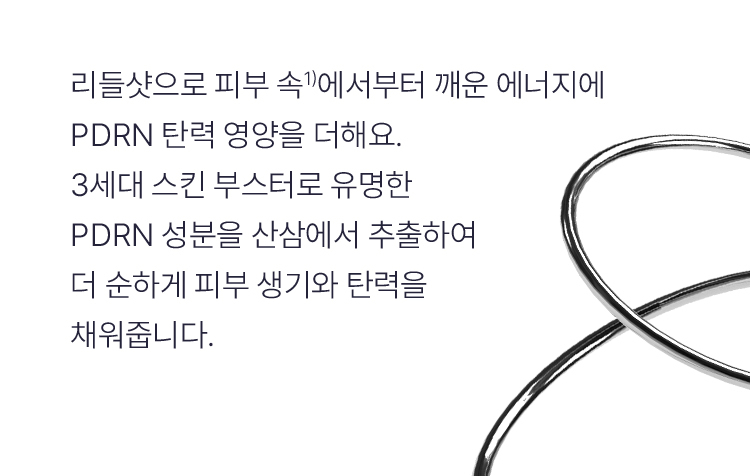 리들샷으로 피부 속¹⁾에서부터 깨운 에너지에
PDRN 탄력 영양을 더해요.
3세대 스킨 부스터로 유명한
PDRN 성분을 산삼에서 추출하여
더 순하게 피부 생기와 탄력을
채워줍니다.